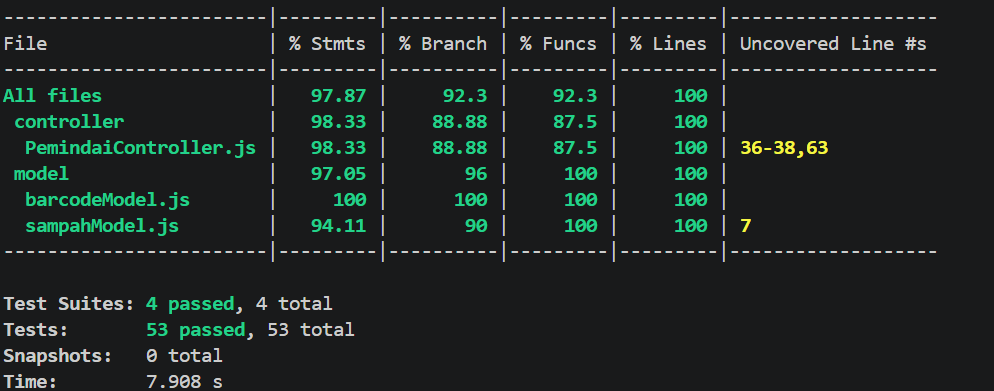 -----------------------|---------|----------|---------|---------|-------------------
File                   | % Stmts | % Branch | % Funcs | % Lines | Uncovered Line #s
-----------------------|---------|----------|---------|---------|-------------------
All files              |   97.87 |     92.3 |    92.3 |     100 |
 controller            |   98.33 |    88.88 |    87.5 |     100 |
  PemindaiController.js |   98.33 |    88.88 |    87.5 |     100 | 36-38,63
 model                 |   97.05 |       96 |     100 |     100 |
  barcodeModel.js      |     100 |      100 |     100 |     100 |
  sampahModel.js       |   94.11 |       90 |     100 |     100 | 7
-----------------------|---------|----------|---------|---------|-------------------
Test Suites: 4 passed, 4 total
Tests:       53 passed, 53 total
Snapshots:   0 total
Time:        7.908 s